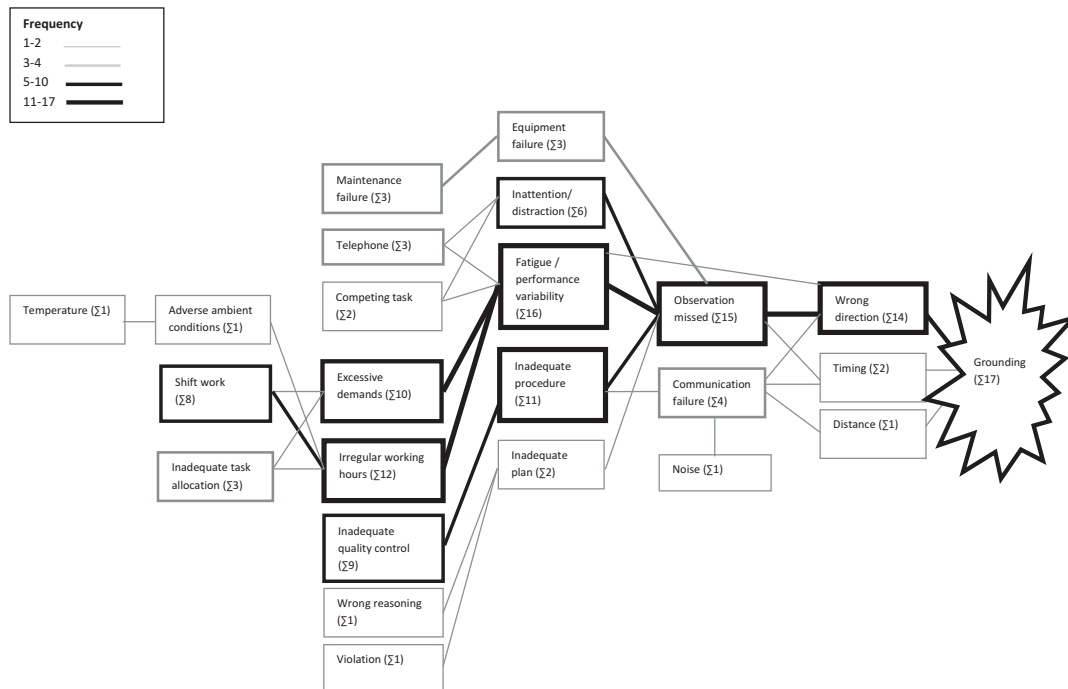 Frequency
1-2
3-4
5-10
11-17
Equipment
failure (∑3)
Maintenance
failure (∑3)
Inattention/
distraction (∑6)
Telephone (∑3)
Fatigue /
performance
variability
(∑16)
Competing task
(∑2)
Observation
missed (∑15)
Wrong
direction (∑14)
Temperature (∑1)
Adverse ambient
conditions (∑1)
Grounding
(∑17)
Shift work
(∑8)
Excessive
demands (∑10)
Inadequate
procedure
(∑11)
Communication
failure (∑4)
Timing (∑2)
Distance (∑1)
Inadequate task
allocation (∑3)
Irregular working
hours (∑12)
Inadequate
plan (∑2)
Noise (∑1)
Inadequate
quality control
(∑9)
Wrong reasoning
(∑1)
Violation (∑1)